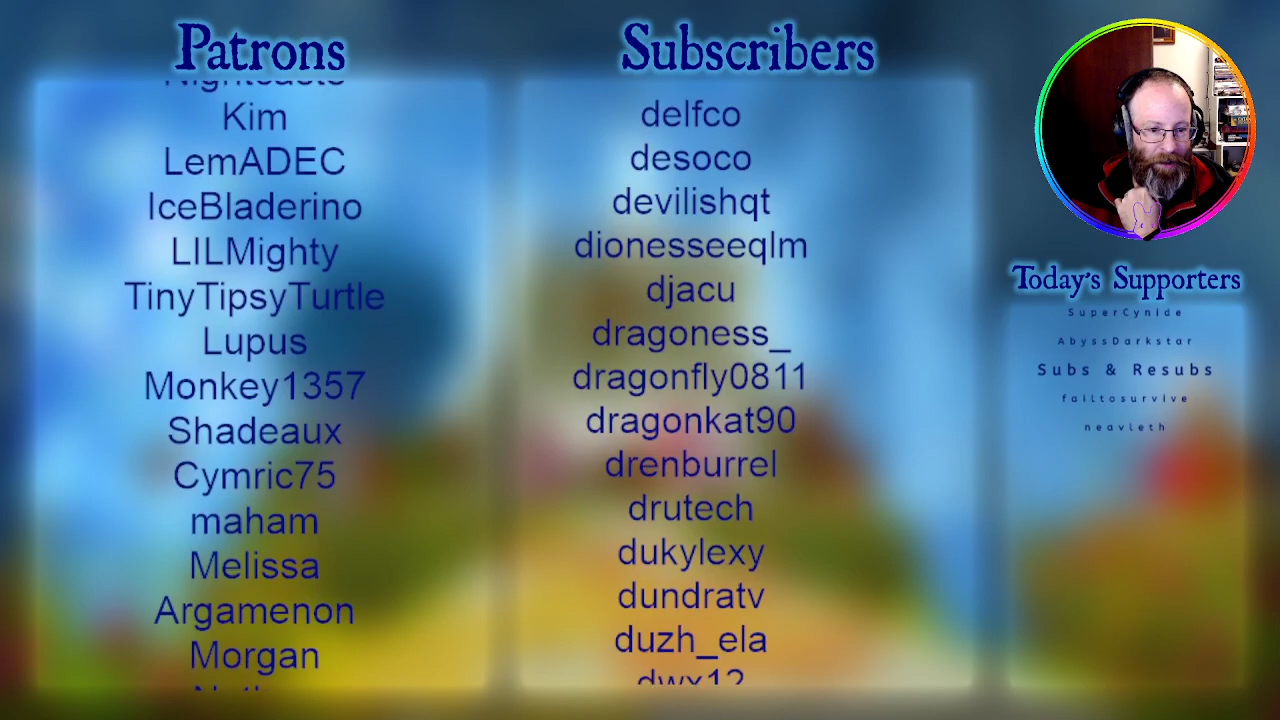 Patrons
Kim
LemADEC
IceBladerino
LILMighty
TinyTipsyTurtle
Lupus
Monkey1357
Shadeaux
Cymric75
maham
Melissa
Argamenon
Morgan
Subscribers
delfco
desoco
devilishqt
dionesseeqlm
djacu
dragoness_
dragonfly0811
dragonkat90
drenburrel
drutech
dukylexy
dundratv
duzh_ela
dwx12
Today's Supporters
SuperCynide
AbyssDarkstar
Subs & Resubs
failtosurvive
neavleth